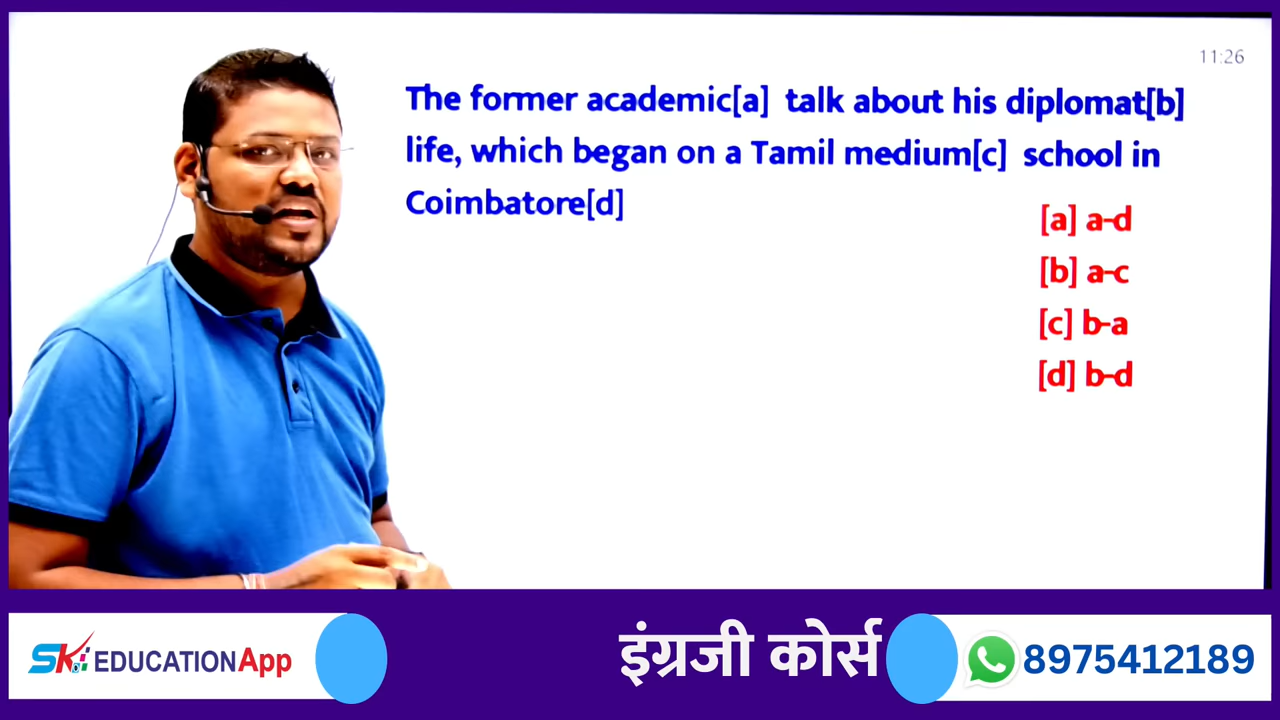 11:26
The former academic[a] talk about his diplomat[b]
life, which began on a Tamil medium[c] school in
Coimbatore[d]
[a] a-d
[b] a-c
[c] b-a
[d] b-d
SK EDUCATIONApp
इंग्रजी कोर्स
8975412189